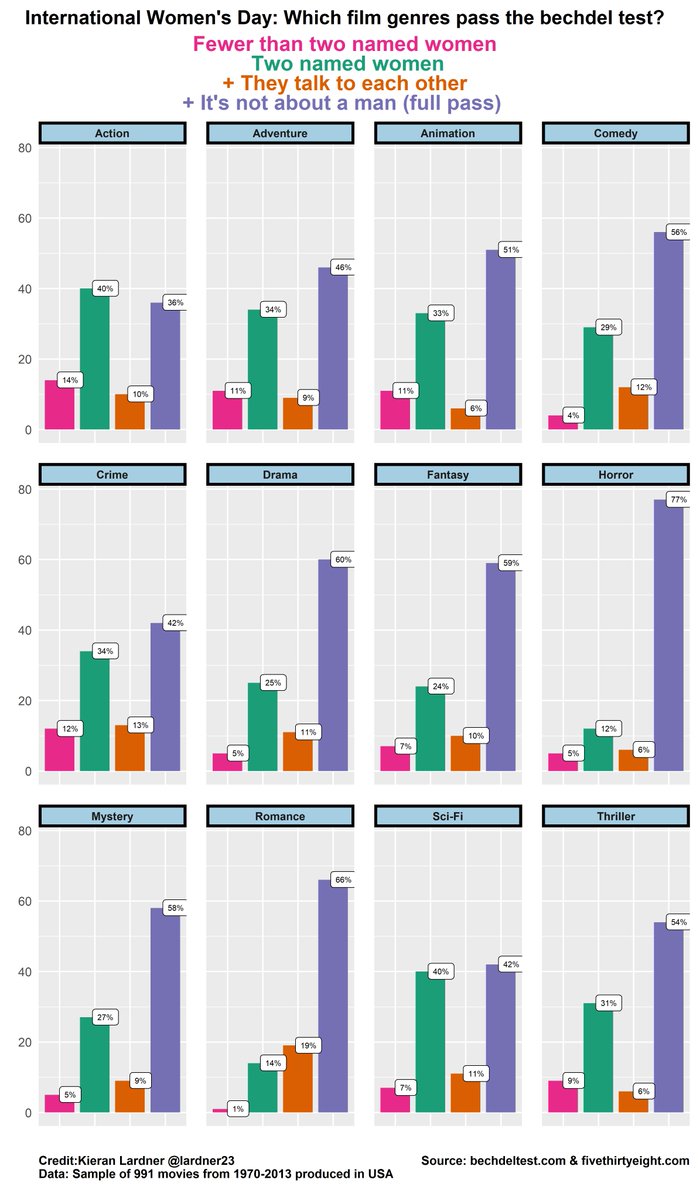 International Women's Day: Which film genres pass the bechdel test?
Fewer than two named women
Two named women
+ They talk to each other
+ It's not about a man (full pass)
Action Adventure Animation Comedy
80
60
40
20
0
14% 40% 10% 36%
11% 34% 9% 46%
11% 33% 6% 51%
4% 29% 12% 56%
Crime Drama Fantasy Horror
80
60
40
20
0
12% 34% 13% 42%
5% 25% 11% 60%
7% 24% 10% 59%
5% 12% 6% 77%
Mystery Romance Sci-Fi Thriller
80
60
40
20
0
5% 27% 9% 58%
1% 14% 19% 66%
7% 40% 11% 42%
9% 31% 6% 54%
Credit:Kieran Lardner @lardner23 Source: bechdeltest.com & fivethirtyeight.com
Data: Sample of 991 movies from 1970-2013 produced in USA